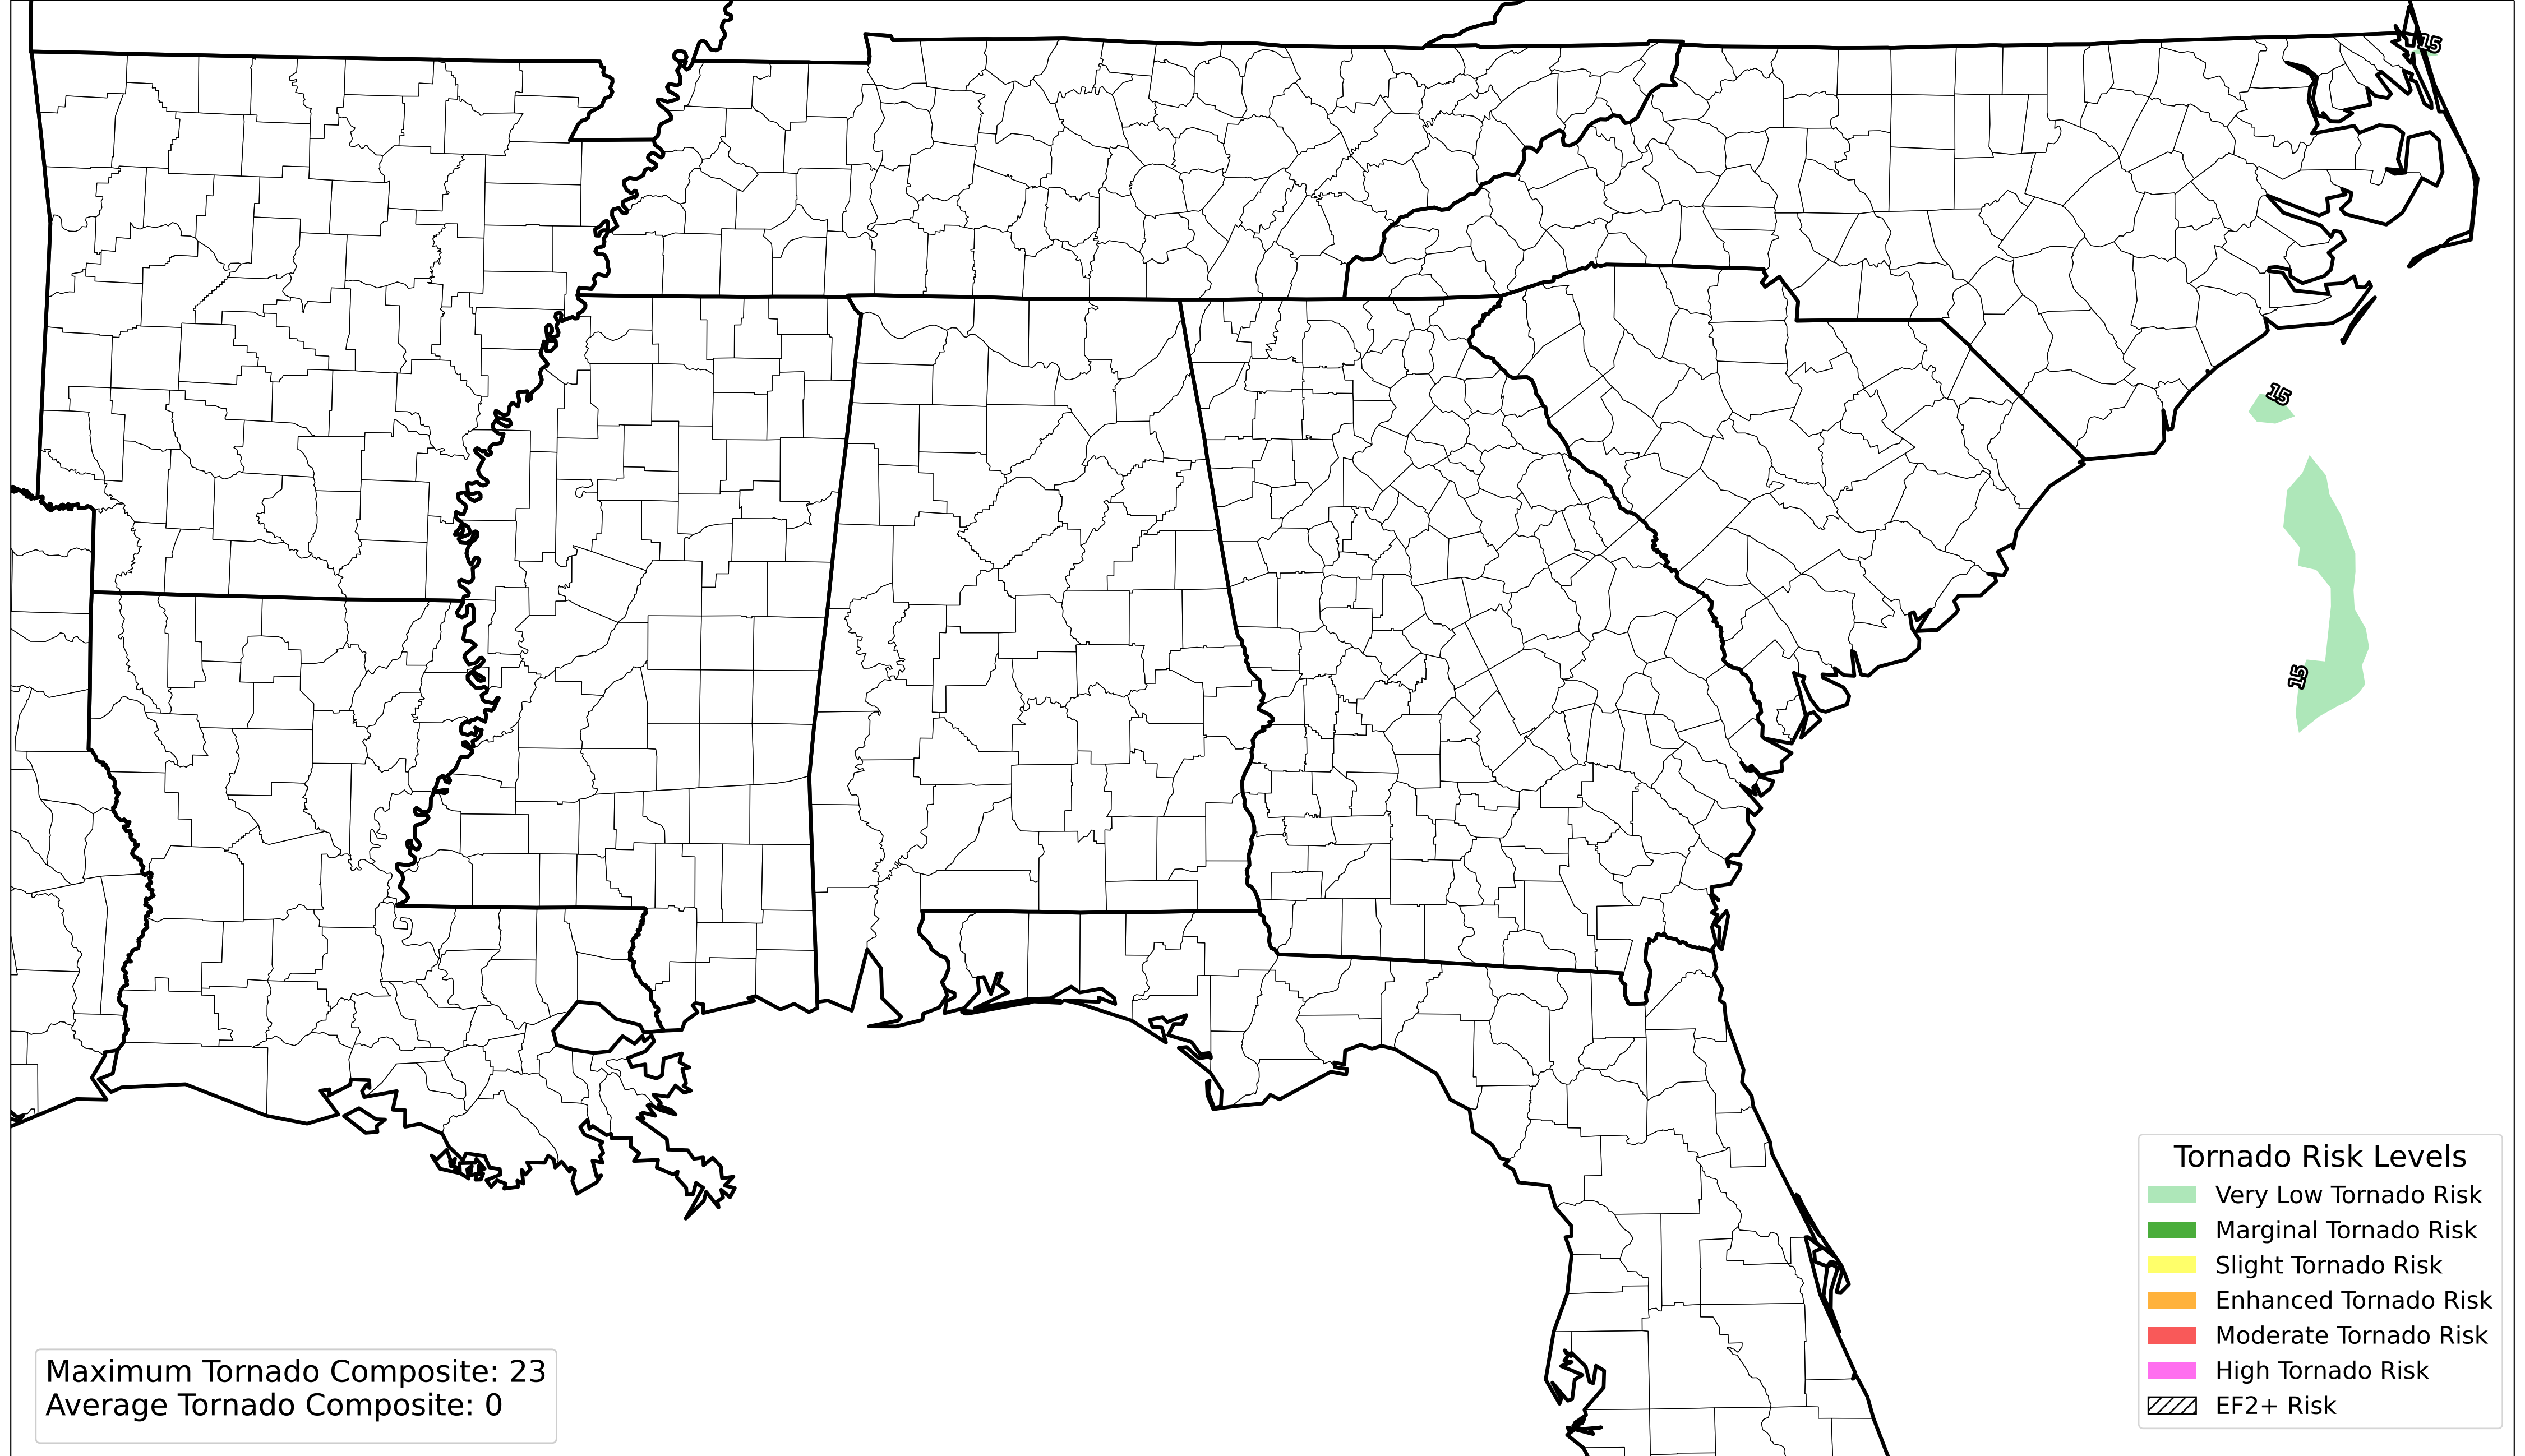 15
15
15
Tornado Risk Levels
Very Low Tornado Risk
Marginal Tornado Risk
Slight Tornado Risk
Enhanced Tornado Risk
Moderate Tornado Risk
High Tornado Risk
EF2+ Risk
Maximum Tornado Composite: 23
Average Tornado Composite: 0